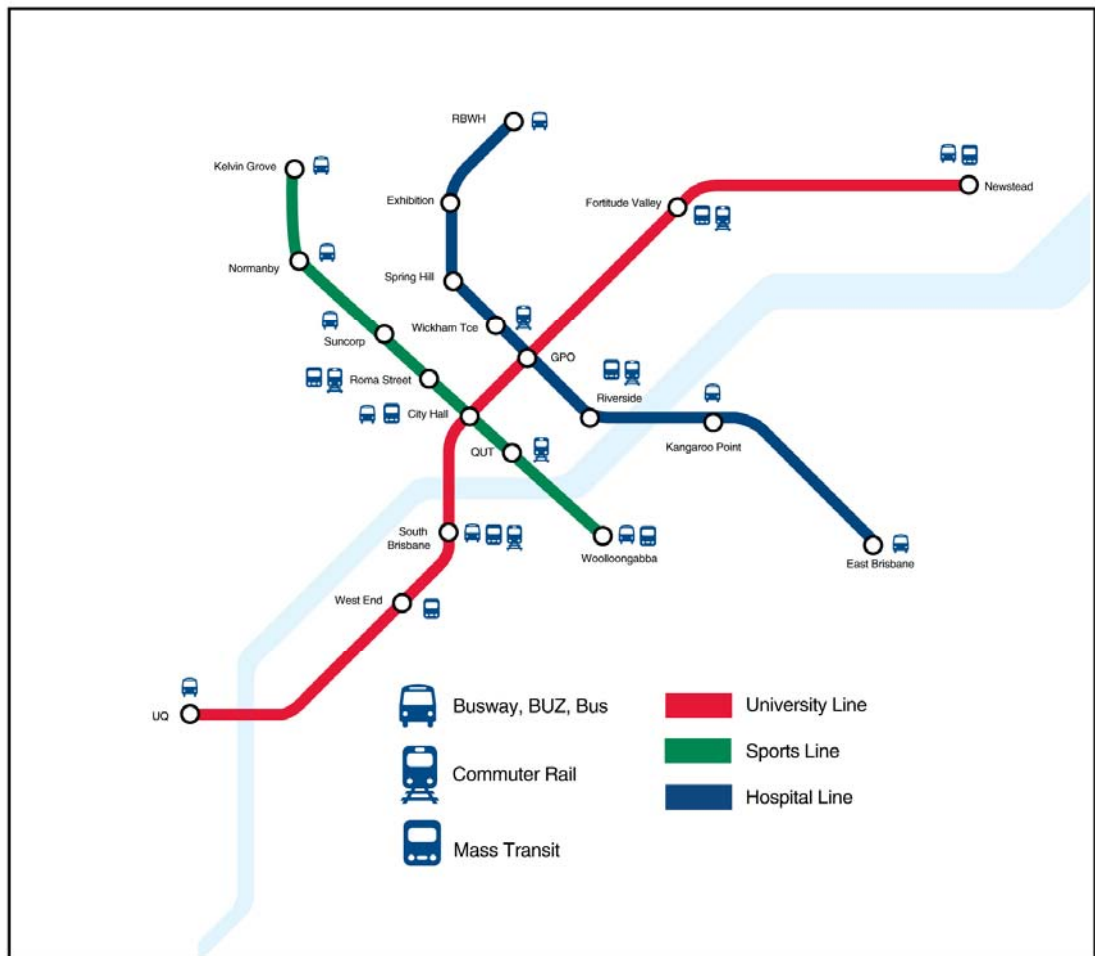 RBWH
Kelvin Grove
Newstead
Exhibition
Fortitude Valley
Normanby
Spring Hill
Wickham Tce
Suncorp
GPO
Roma Street
Riverside
City Hall
Kangaroo Point
QUT
South
Brisbane
Woolloongabba
East Brisbane
West End
UQ
Busway, BUZ, Bus
Commuter Rail
Mass Transit
University Line
Sports Line
Hospital Line